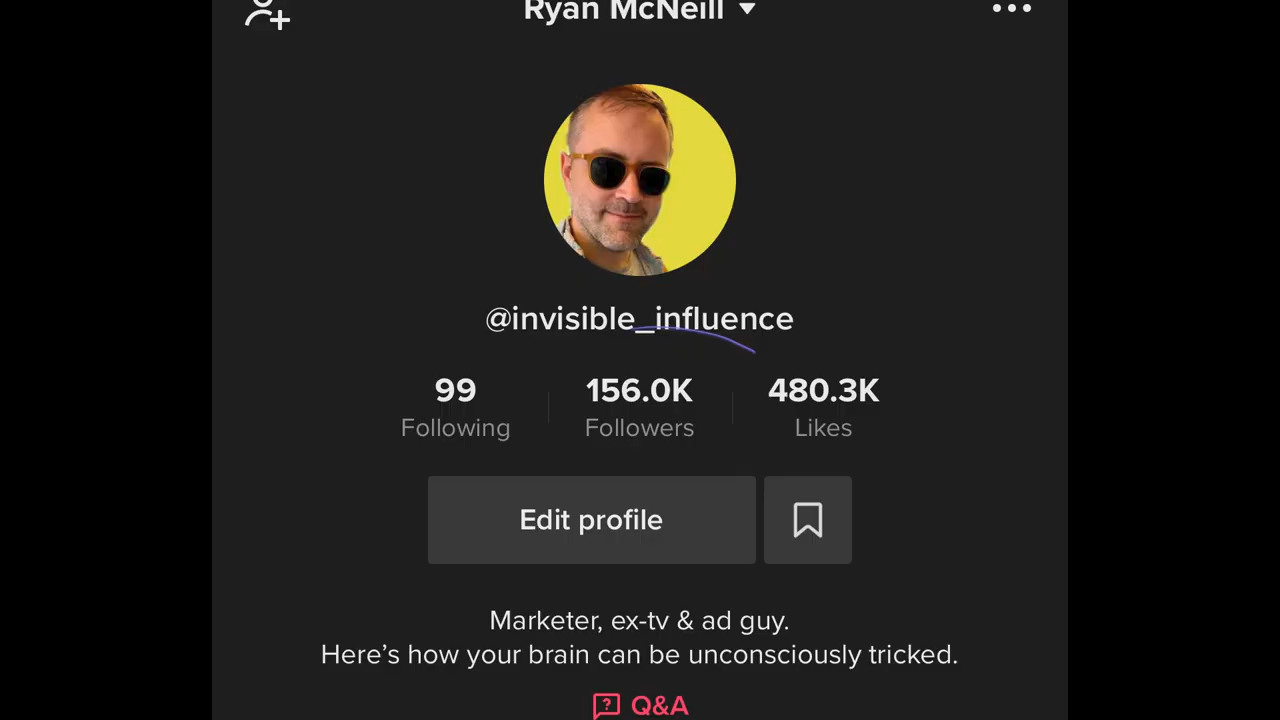 Ryan McNeill
@invisible_influence
99 156.0K 480.3K
Following Followers Likes
Edit profile
Marketer, ex-tv & ad guy.
Here’s how your brain can be unconsciously tricked.
Q&A